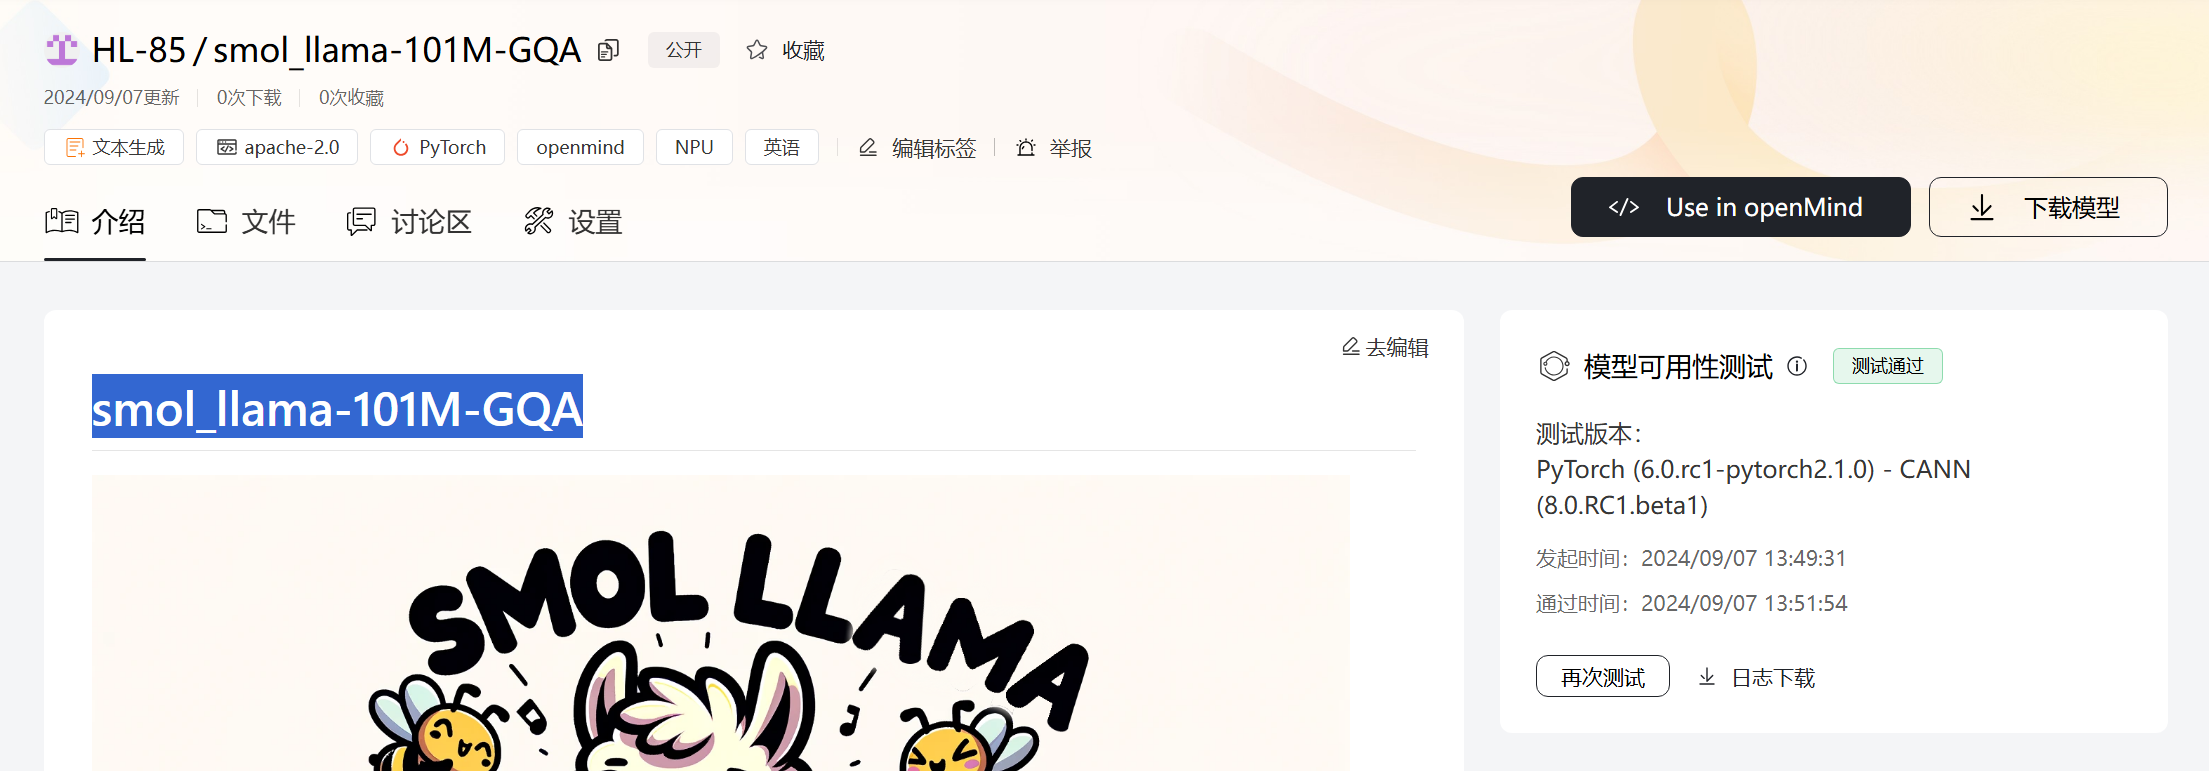 HL-85 / smol_llama-101M-GQA 公开 收藏
2024/09/07更新 0次下载 0次收藏
文本生成 apache-2.0 PyTorch openmind NPU 英语 编辑标签 举报
介绍 文件 讨论区 设置
Use in openMind 下载模型
去编辑
smol_llama-101M-GQA
SMOL LLAMA
模型可用性测试 测试通过
测试版本：
PyTorch (6.0.rc1-pytorch2.1.0) - CANN
(8.0.RC1.beta1)
发起时间：2024/09/07 13:49:31
通过时间：2024/09/07 13:51:54
再次测试 日志下载